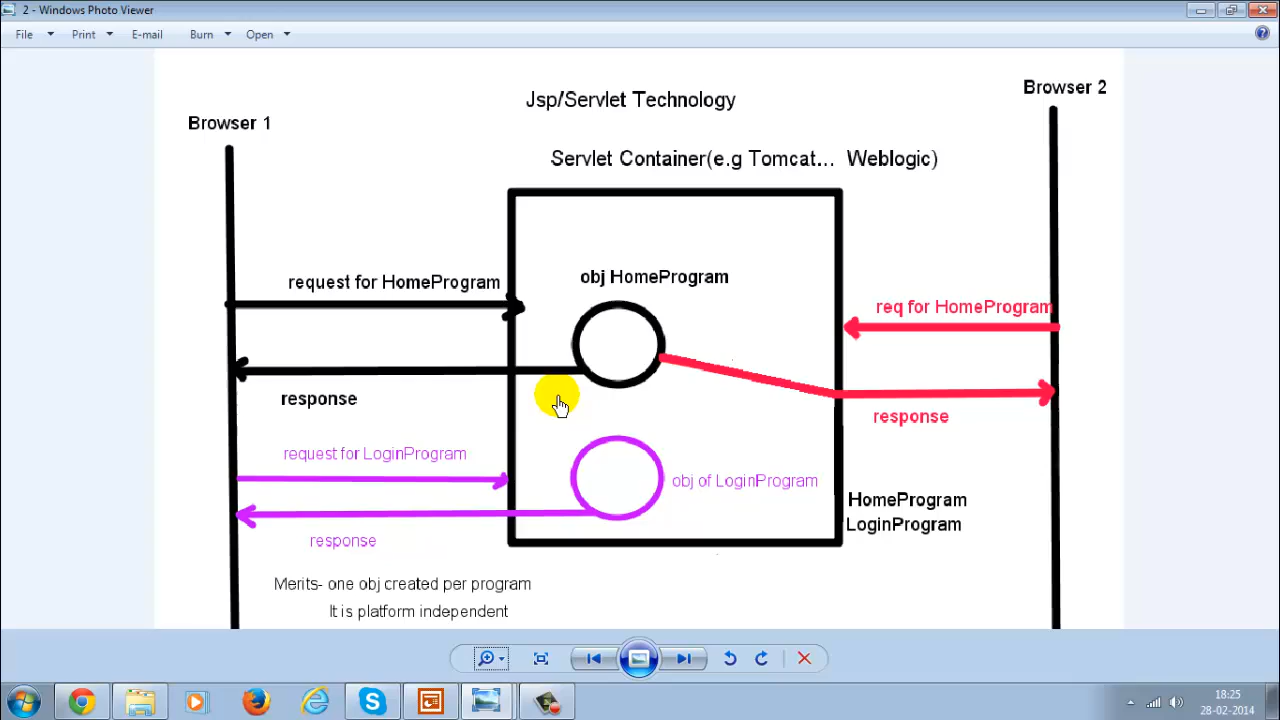 2 - Windows Photo Viewer
File Print E-mail Burn Open
Jsp/Servlet Technology
Browser 1
Browser 2
Servlet Container(e.g Tomcat... Weblogic)
request for HomeProgram
obj HomeProgram
req for HomeProgram
response
response
request for LoginProgram
obj of LoginProgram
response
HomeProgram
LoginProgram
Merits- one obj created per program
It is platform independent
18:25
28-02-2014